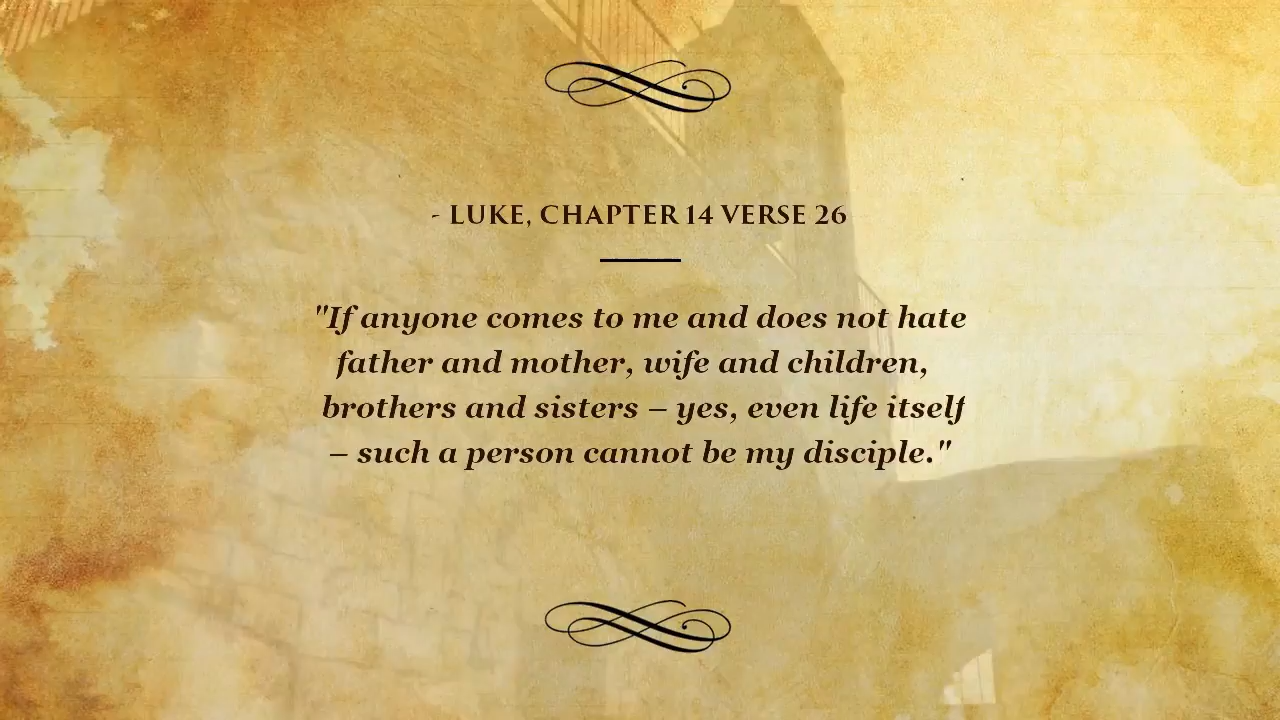 - LUKE, CHAPTER 14 VERSE 26
"If anyone comes to me and does not hate
father and mother, wife and children,
brothers and sisters – yes, even life itself
– such a person cannot be my disciple."